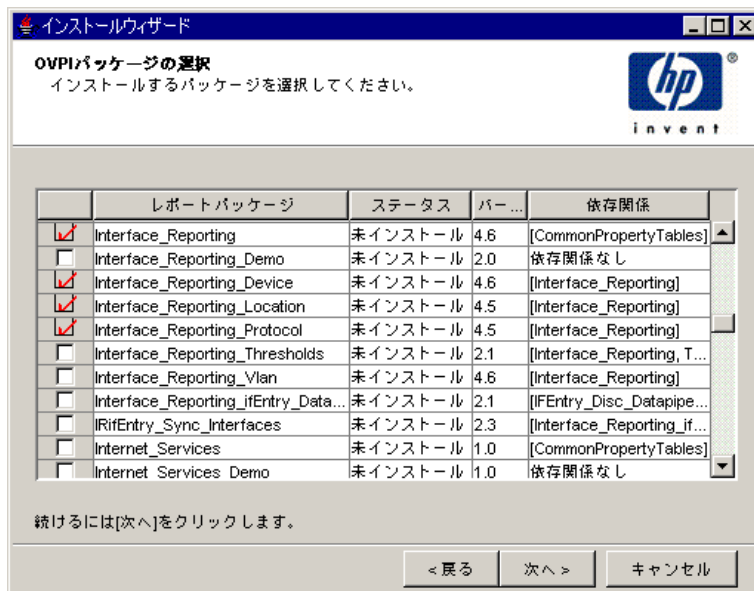 インストールウィザード
OVPIパッケージの選択
インストールするパッケージを選択してください。
hp
®
invent
レポートパッケージ ステータス バー... 依存関係
Interface_Reporting 未インストール 4.6 [CommonPropertyTables]
Interface_Reporting_Demo 未インストール 2.0 依存関係なし
Interface_Reporting_Device 未インストール 4.6 [Interface_Reporting]
Interface_Reporting_Location 未インストール 4.5 [Interface_Reporting]
Interface_Reporting_Protocol 未インストール 4.5 [Interface_Reporting]
Interface_Reporting_Thresholds 未インストール 2.1 [Interface_Reporting, T...
Interface_Reporting_Vlan 未インストール 4.6 [Interface_Reporting]
Interface_Reporting_ifEntry_Data... 未インストール 2.1 [IFEntry_Disc_Datapipe...
IRifEntry_Sync_Interfaces 未インストール 2.3 [Interface_Reporting_if...
Internet_Services 未インストール 1.0 [CommonPropertyTables]
Internet_Services_Demo 未インストール 1.0 依存関係なし
続けるには[次へ]をクリックします。
<戻る 次へ> キャンセル